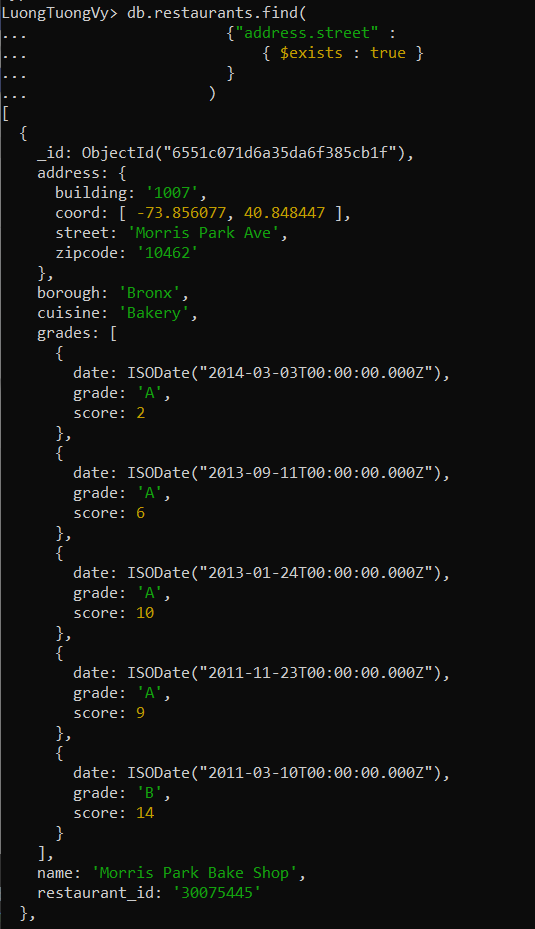 LuongTuongVy> db.restaurants.find(
...                      {"address.street" :
...                          { $exists : true }
...                      }
...                    )
[
  {
    _id: ObjectId("6551c071d6a35da6f385cb1f"),
    address: {
      building: '1007',
      coord: [ -73.856077, 40.848447 ],
      street: 'Morris Park Ave',
      zipcode: '10462'
    },
    borough: 'Bronx',
    cuisine: 'Bakery',
    grades: [
      {
        date: ISODate("2014-03-03T00:00:00.000Z"),
        grade: 'A',
        score: 2
      },
      {
        date: ISODate("2013-09-11T00:00:00.000Z"),
        grade: 'A',
        score: 6
      },
      {
        date: ISODate("2013-01-24T00:00:00.000Z"),
        grade: 'A',
        score: 10
      },
      {
        date: ISODate("2011-11-23T00:00:00.000Z"),
        grade: 'A',
        score: 9
      },
      {
        date: ISODate("2011-03-10T00:00:00.000Z"),
        grade: 'B',
        score: 14
      }
    ],
    name: 'Morris Park Bake Shop',
    restaurant_id: '30075445'
  },